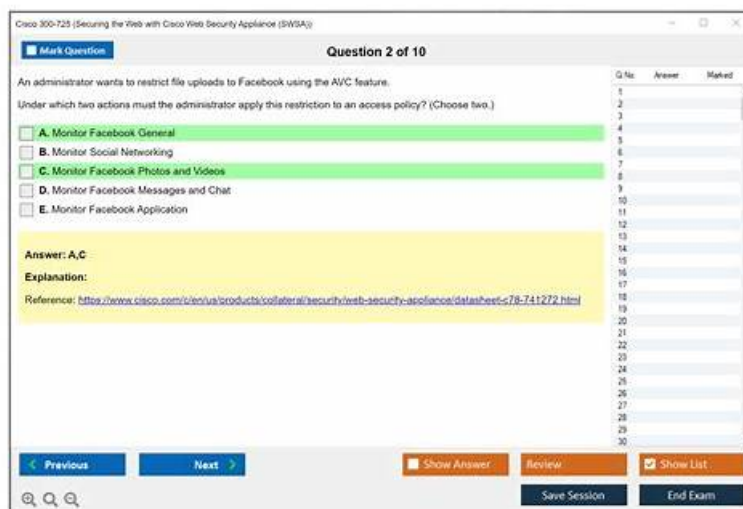 Cisco 300-725 (Securing the Web with Cisco Web Security Appliance (SWSA))
Mark Question
Question 2 of 10
An administrator wants to restrict file uploads to Facebook using the AVC feature.
Under which two actions must the administrator apply this restriction to an access policy? (Choose two.)
A. Monitor Facebook General
B. Monitor Social Networking
C. Monitor Facebook Photos and Videos
D. Monitor Facebook Messages and Chat
E. Monitor Facebook Application
Answer: A,C
Explanation:
Reference: https://www.cisco.com/c/en/us/products/collateral/security/web-security-appliance/datasheet-c78-741272.html
Q.No. Answer Marked
1
2
3
4
5
6
7
8
9
10
11
12
13
14
15
16
17
18
19
20
21
22
23
24
25
26
27
28
29
30
Previous
Next
Show Answer
Review
Show List
Save Session
End Exam